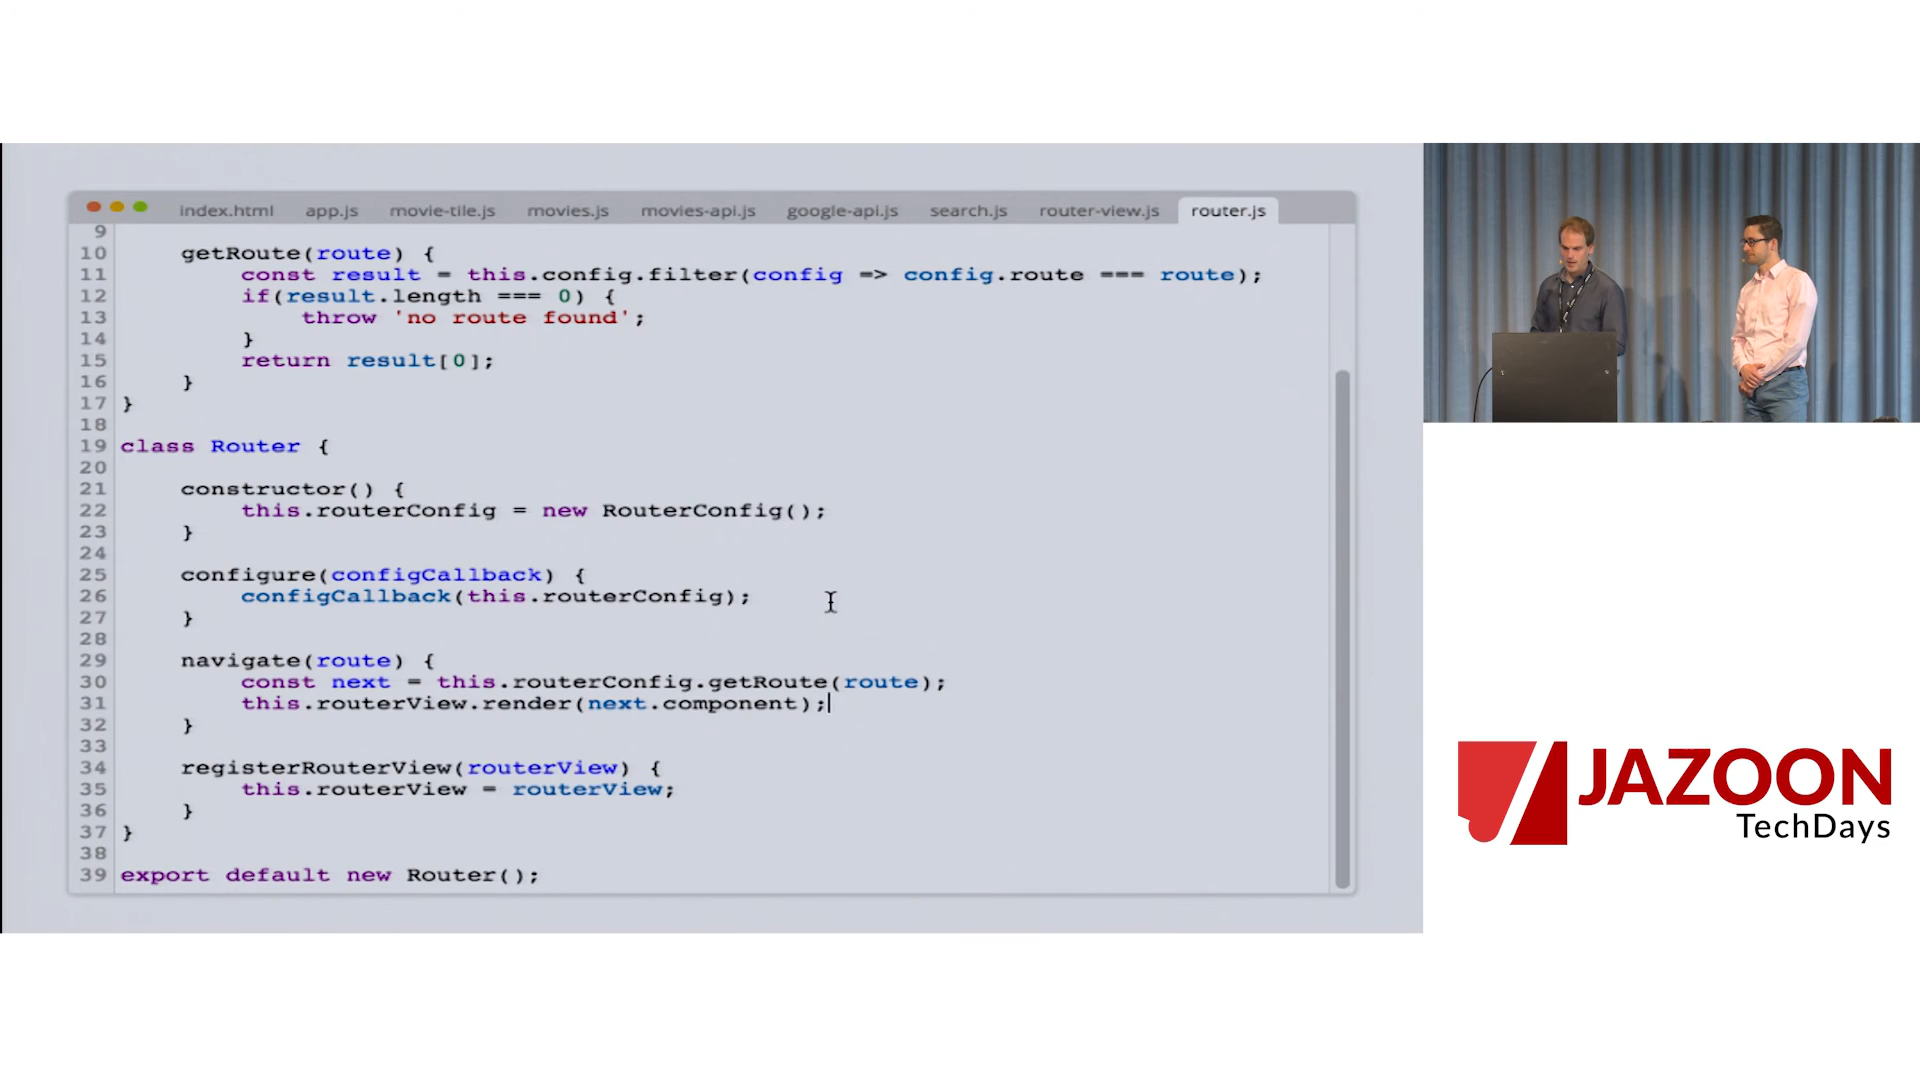 index.html app.js movie-tile.js movies.js movies-api.js google-api.js search.js router-view.js router.js
9
10 getRoute(route) {
11 const result = this.config.filter(config => config.route === route);
12 if(result.length === 0) {
13 throw 'no route found';
14 }
15 return result[0];
16 }
17 }
18
19 class Router {
20
21 constructor() {
22 this.routerConfig = new RouterConfig();
23 }
24
25 configure(configCallback) {
26 configCallback(this.routerConfig);
27 }
28
29 navigate(route) {
30 const next = this.routerConfig.getRoute(route);
31 this.routerView.render(next.component);
32 }
33
34 registerRouterView(routerView) {
35 this.routerView = routerView;
36 }
37 }
38
39 export default new Router();
JAZOON
TechDays